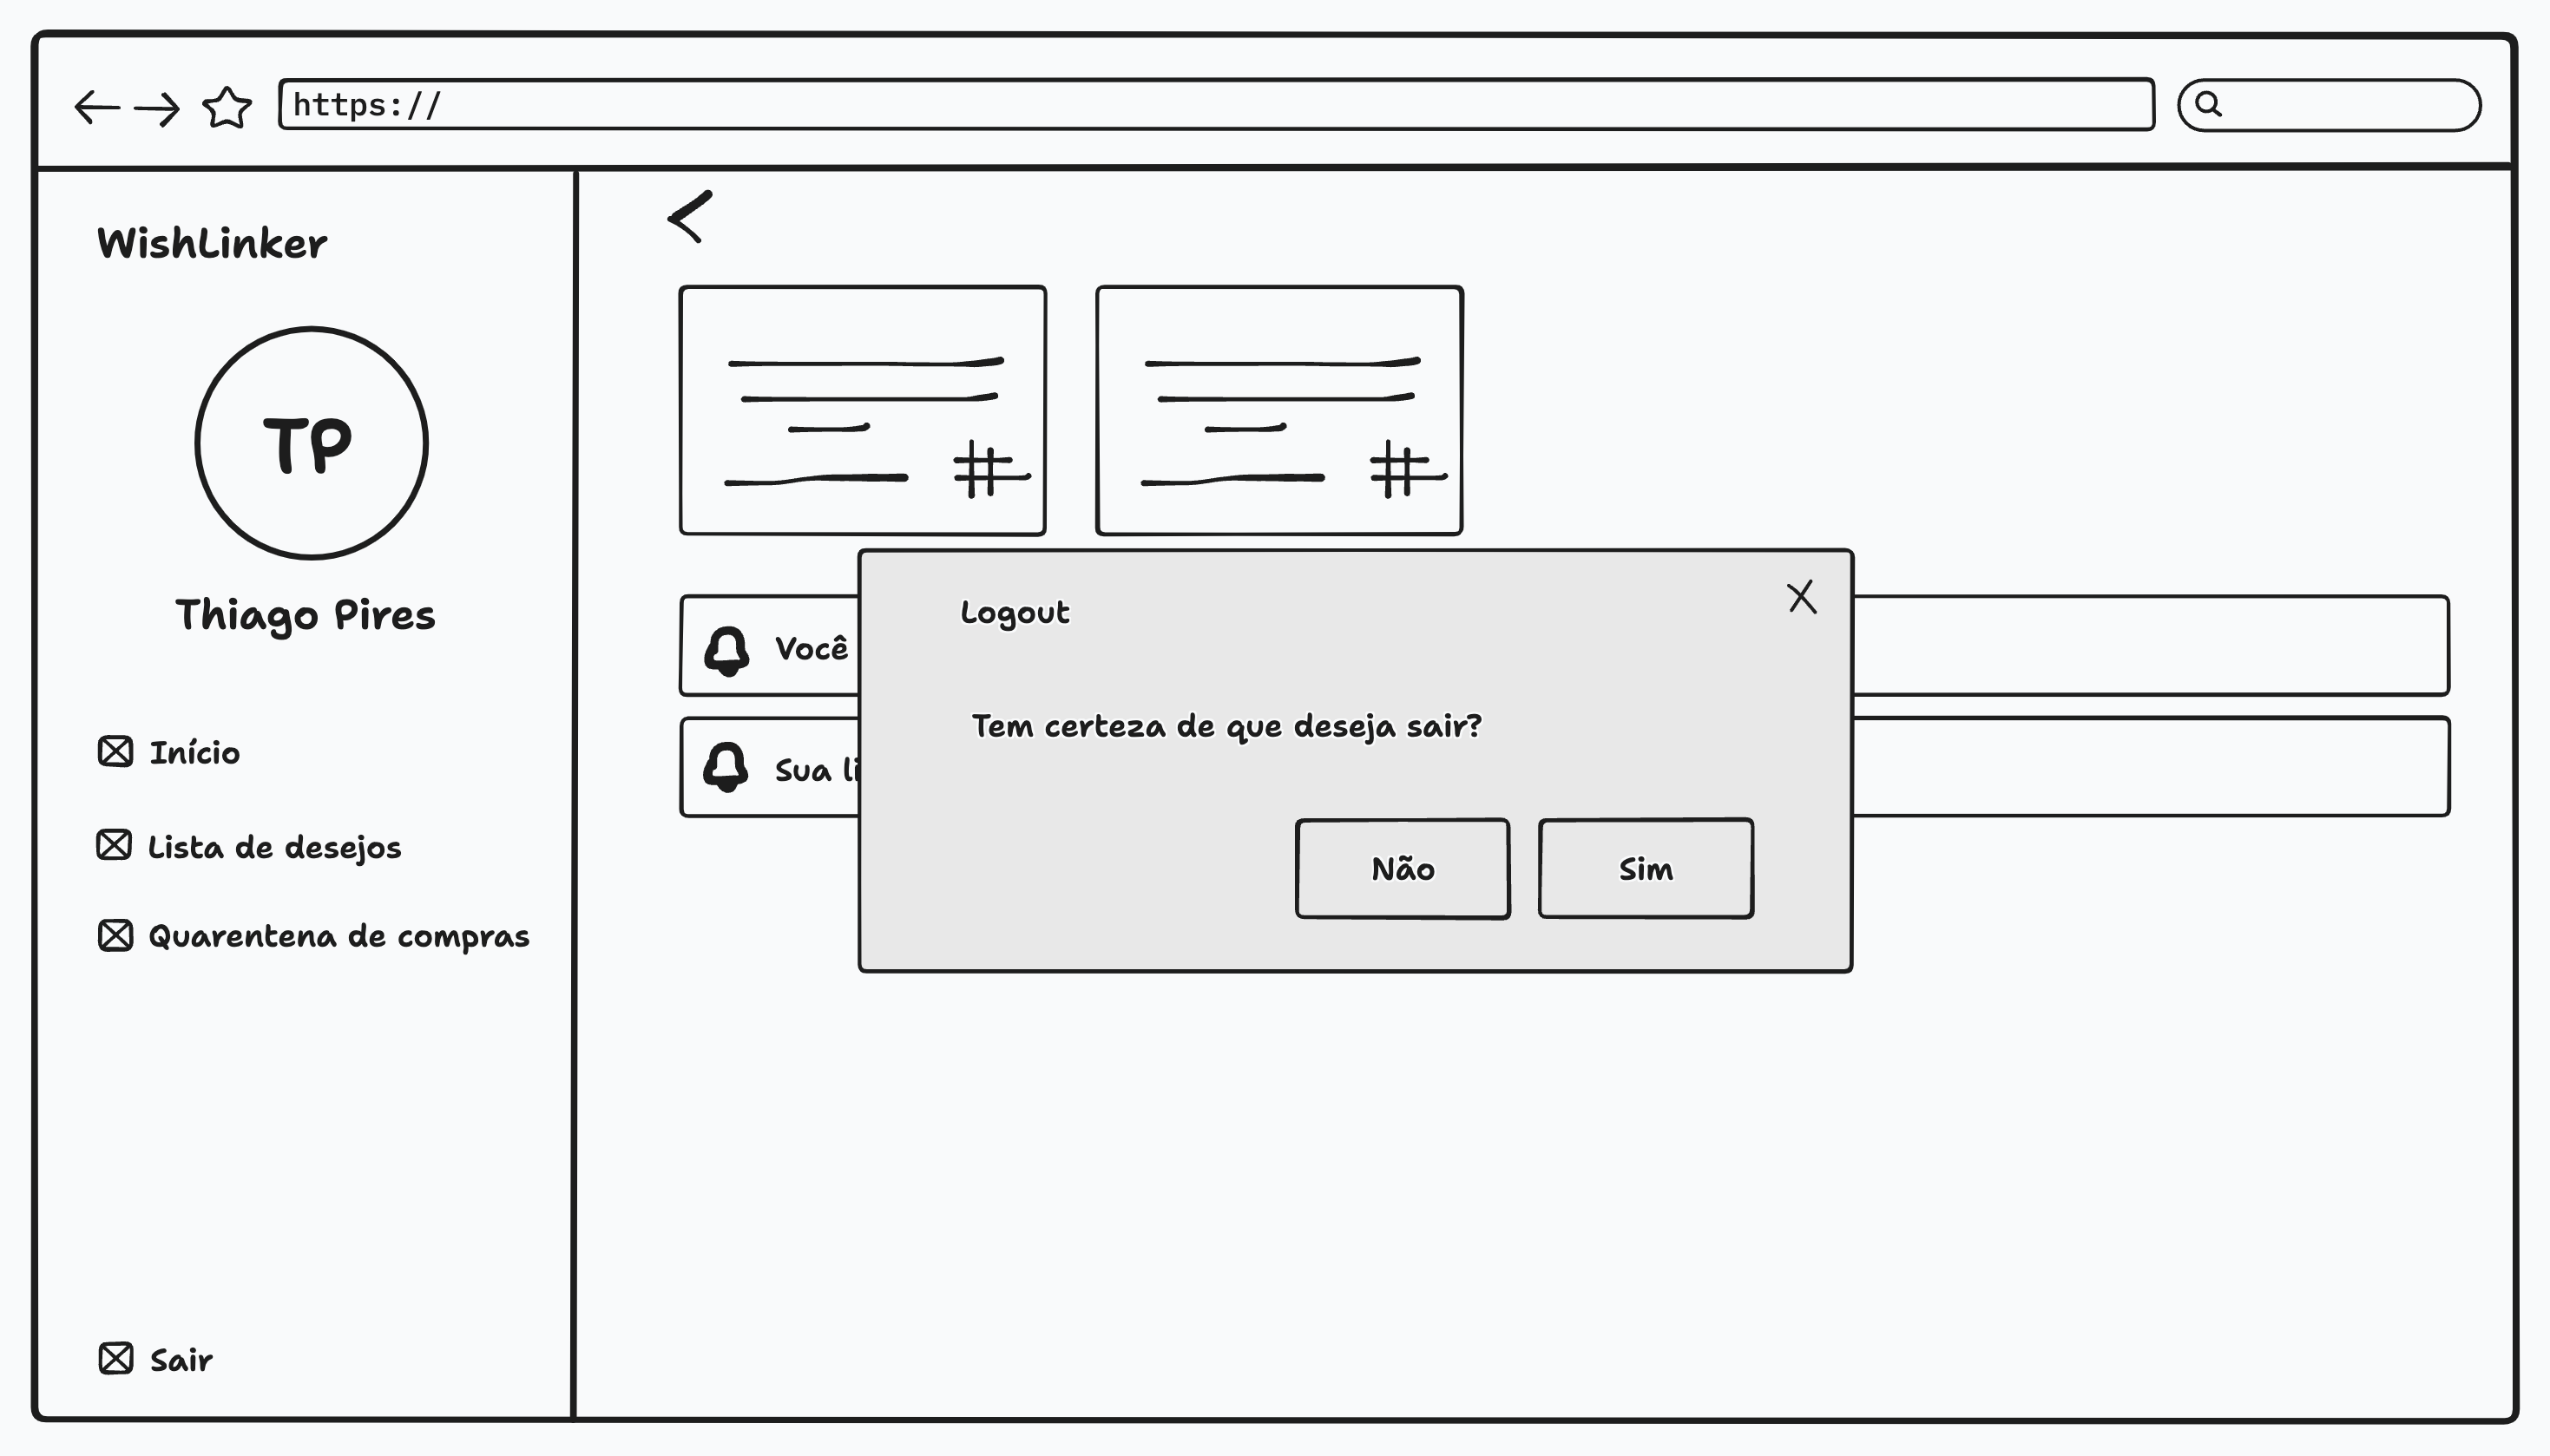 https://
WishLinker
TP
Thiago Pires
Início
Lista de desejos
Quarentena de compras
Sair
Você
Sua
Logout
Tem certeza de que deseja sair?
Não
Sim